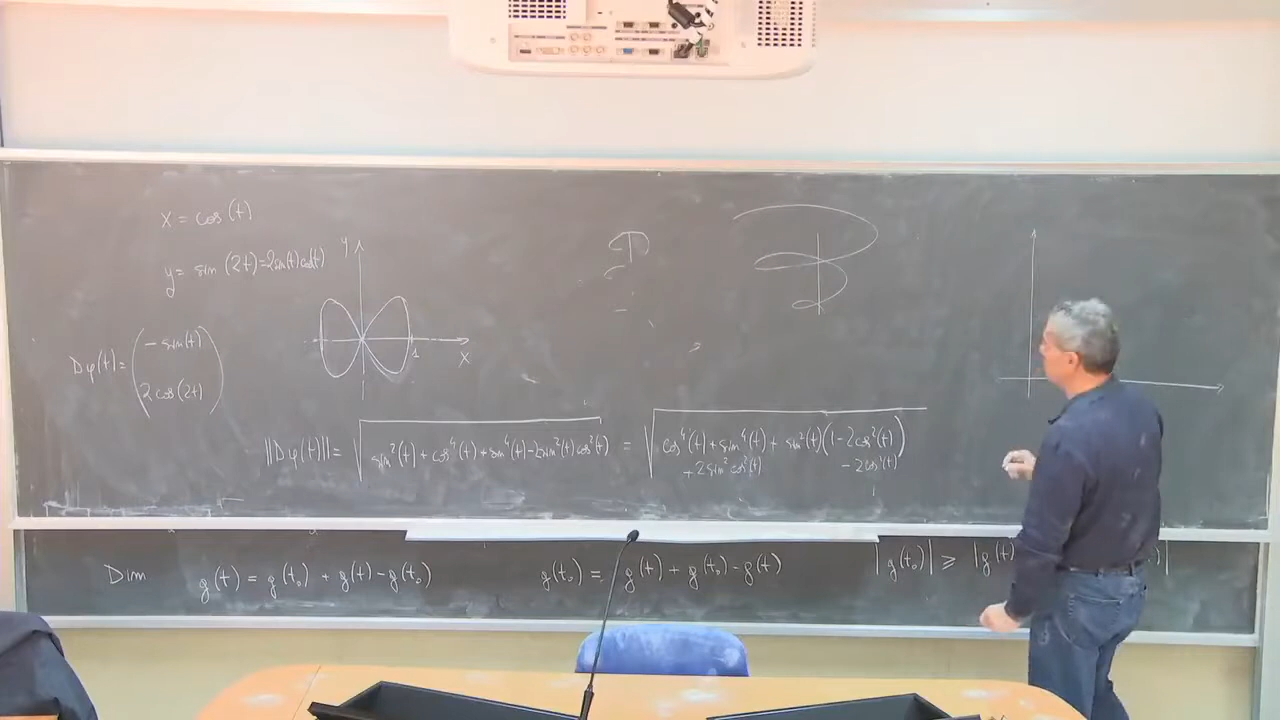 x = cos(t)
y = sin(2t)=2sin(t)cos(t)
y
x
1
Dφ(t)= ( -sin(t)
2cos(2t) )
||Dφ(t)|| = √(sin²(t)+cos⁴(t)+sin⁴(t)-2sin²(t)cos²(t)) = √(cos⁴(t)+sin⁴(t)+sin²(t)(1-2cos²(t))
+2sin²cos²(t) -2cos²(t)
Dim g(t) = g(t₀) + g(t)-g(t₀) g(t₀) = g(t)+g(t₀)-g(t) |g(t₀)| ⩾ |g(t)